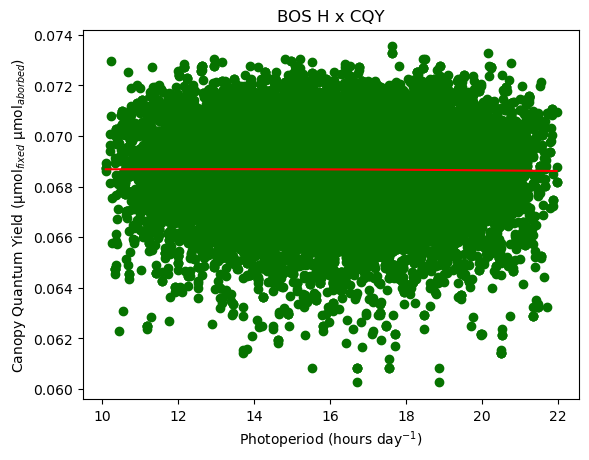 BOS H x CQY
Canopy Quantum Yield (µmol_fixed µmol_aborbed)
0.074
0.072
0.070
0.068
0.066
0.064
0.062
0.060
10 12 14 16 18 20 22
Photoperiod (hours day⁻¹)